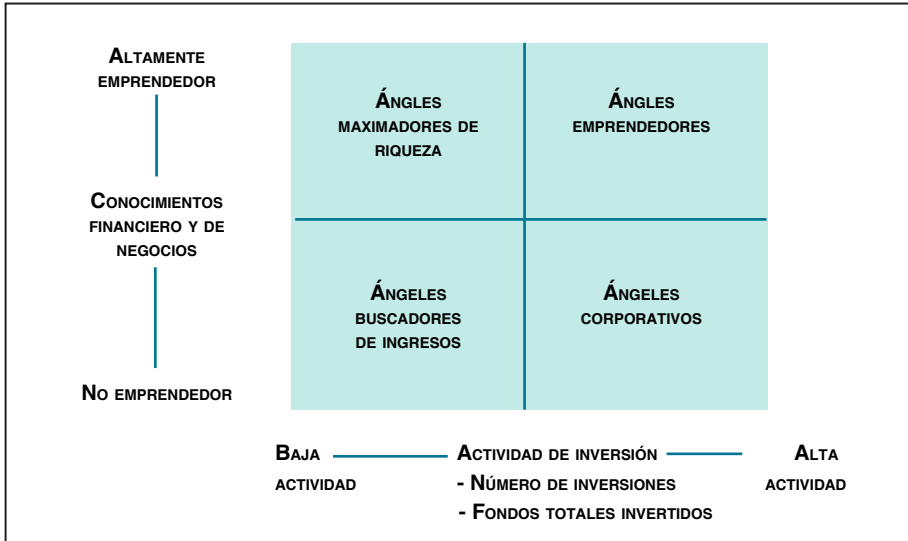 ALTAMENTE
EMPRENDEDOR
CONOCIMIENTOS
FINANCIERO Y DE
NEGOCIOS
NO EMPRENDEDOR
ÁNGLES
MAXIMADORES DE
RIQUEZA
ÁNGLES
EMPRENDEDORES
ÁNGELES
BUSCADORES
DE INGRESOS
ÁNGELES
CORPORATIVOS
BAJA
ACTIVIDAD
ACTIVIDAD DE INVERSIÓN
- NÚMERO DE INVERSIONES
- FONDOS TOTALES INVERTIDOS
ALTA
ACTIVIDAD